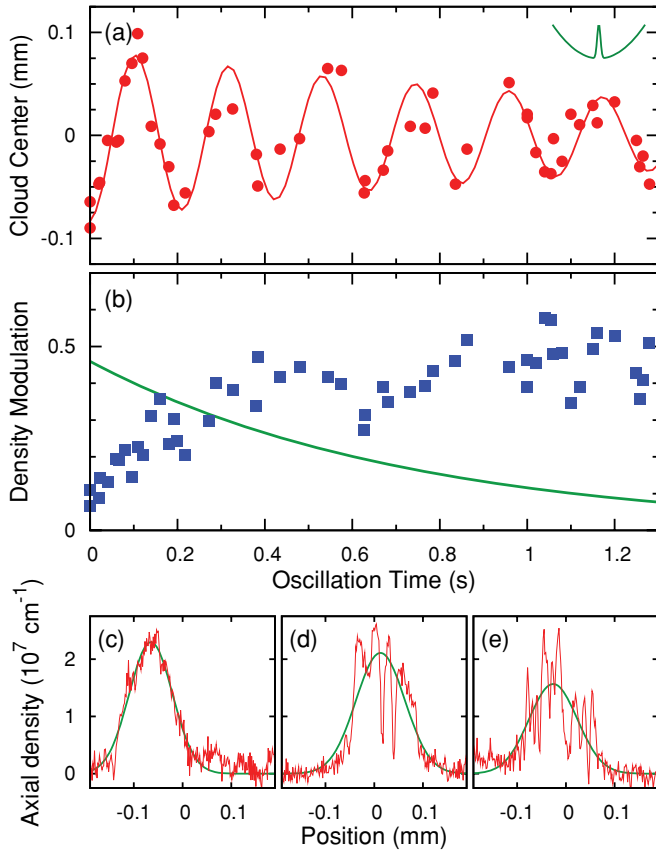 (a)
Cloud Center (mm)
0.1
0
-0.1
(b)
Density Modulation
0.5
0
0 0.2 0.4 0.6 0.8 1 1.2
Oscillation Time (s)
Axial density (10⁷ cm⁻¹)
2
1
0
(c) (d) (e)
-0.1 0 0.1 -0.1 0 0.1 -0.1 0 0.1
Position (mm)